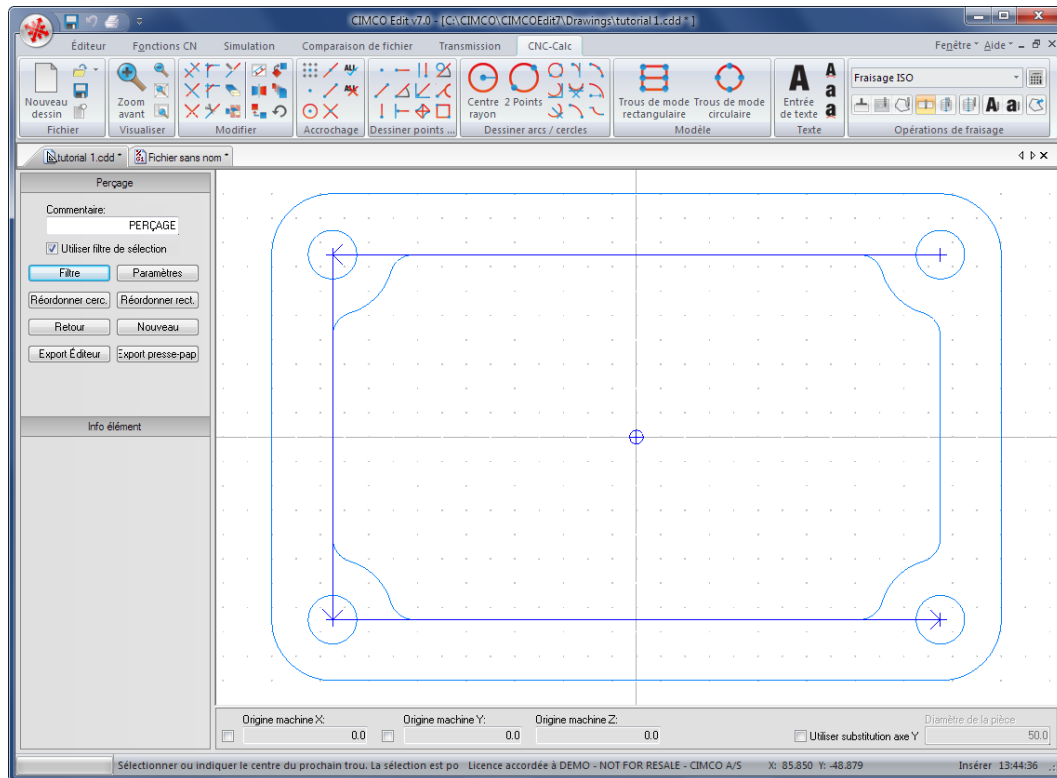 CIMCO Edit v7.0 - [C:\CIMCO\CIMCOEdit7\Drawings\tutorial 1.cdd * ]
Éditeur Fonctions CN Simulation Comparaison de fichier Transmission CNC-Calc Fenêtre Aide
Nouveau dessin
Zoom avant
ALL
ALL
Centre rayon
2 Points
Trous de mode rectangulaire
Trous de mode circulaire
Entrée de texte
A
A
a
a
Fraisage ISO
A a
Fichier Visualiser Modifier Accrochage Dessiner points ... Dessiner arcs / cercles Modèle Texte Opérations de fraisage
tutorial 1.cdd * Fichier sans nom *
Perçage
Commentaire:
PERÇAGE
Utiliser filtre de sélection
Filtre Paramètres
Réordonner cerc. Réordonner rect.
Retour Nouveau
Export Éditeur Export presse-pap
Info élément
Origine machine X: Origine machine Y: Origine machine Z: Diamètre de la pièce
0.0 0.0 0.0 Utiliser substitution axe Y 50.0
Sélectionner ou indiquer le centre du prochain trou. La sélection est po Licence accordée à DEMO - NOT FOR RESALE - CIMCO A/S X: 85.850 Y: -48.879 Insérer 13:44:36